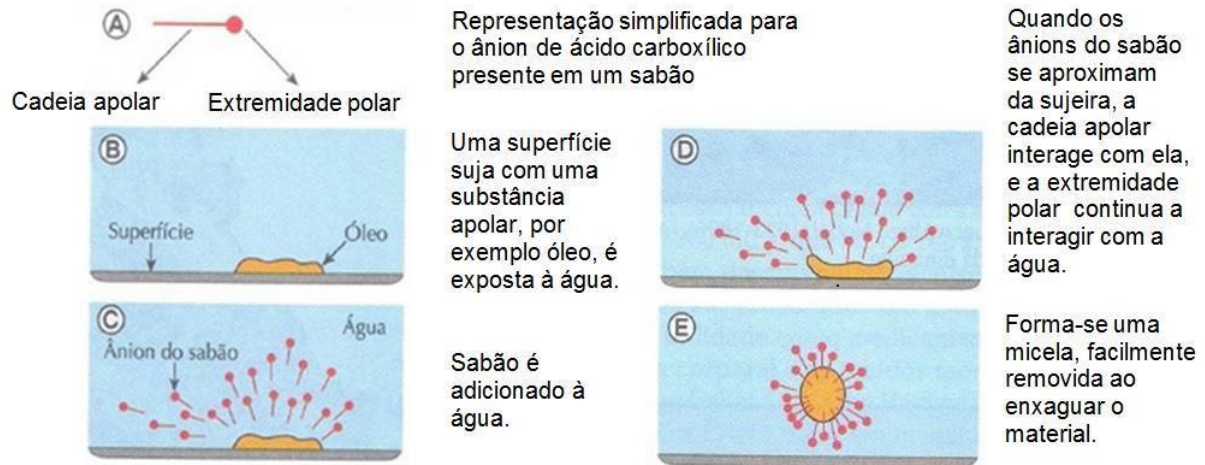 A
Cadeia apolar
Extremidade polar
Representação simplificada para
o ânion de ácido carboxílico
presente em um sabão
B
Superfície
Óleo
Uma superfície
suja com uma
substância
apolar, por
exemplo óleo, é
exposta à água.
C
Água
Ânion do sabão
Sabão é
adicionado à
água.
D
Quando os
ânions do sabão
se aproximam
da sujeira, a
cadeia apolar
interage com ela,
e a extremidade
polar continua a
interagir com a
água.
E
Forma-se uma
micela, facilmente
removida ao
enxaguar o
material.